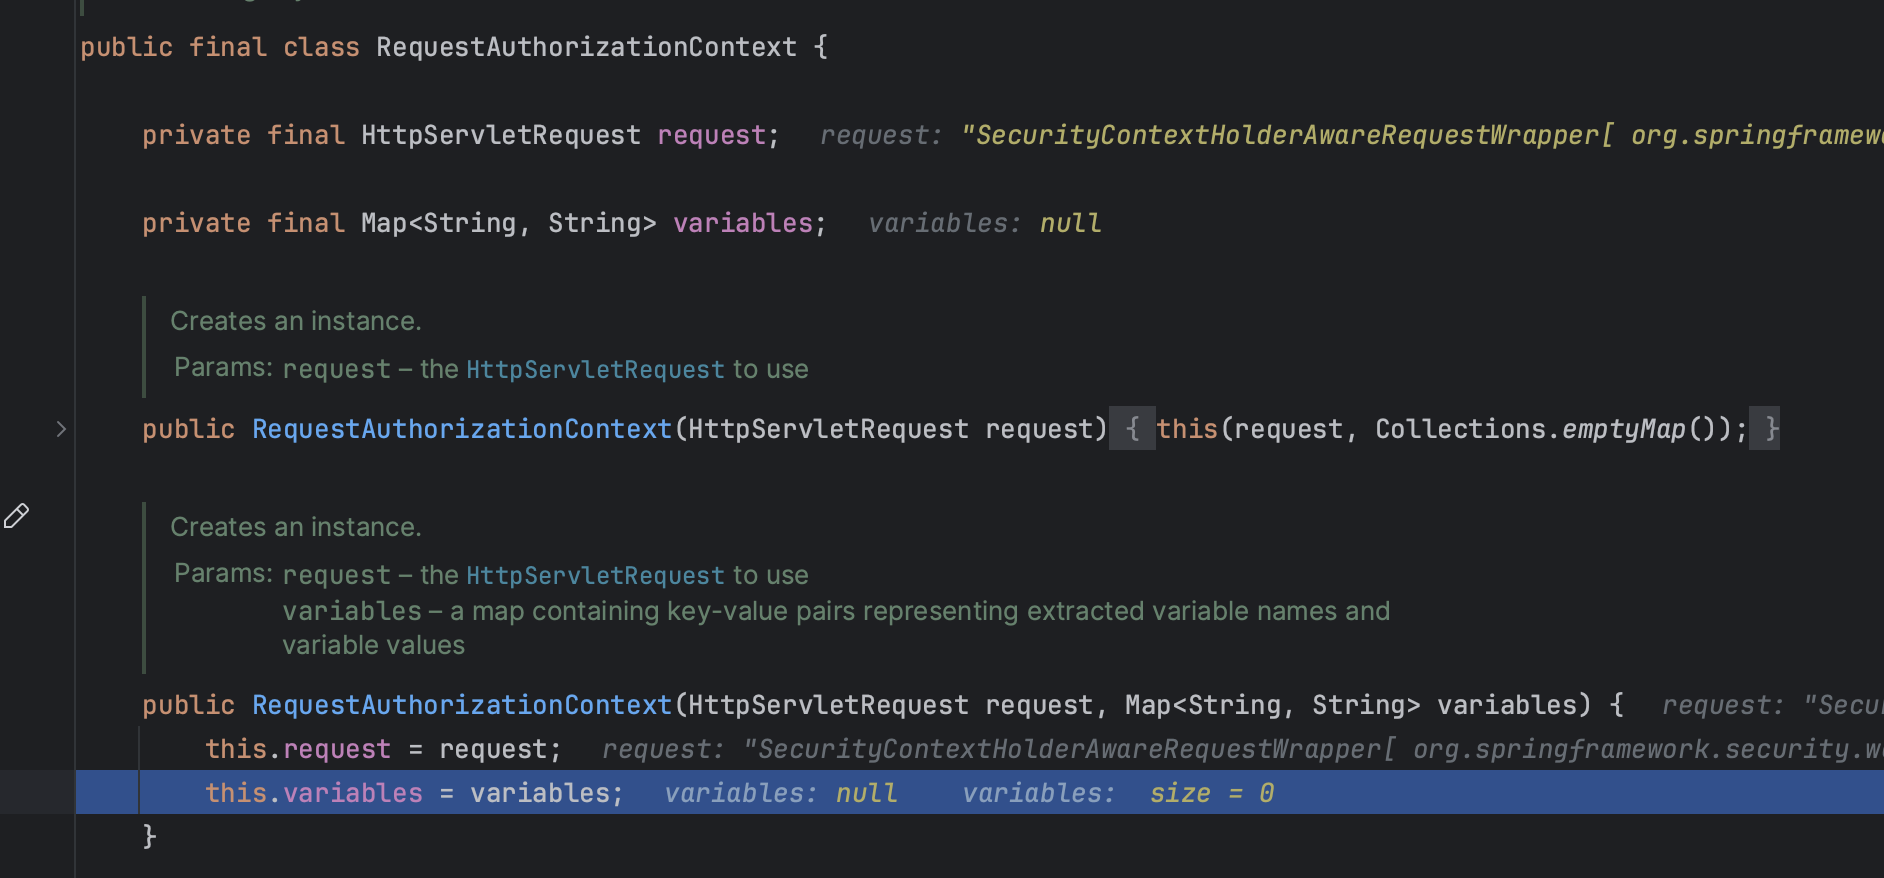 public final class RequestAuthorizationContext {
private final HttpServletRequest request; request: "SecurityContextHolderAwareRequestWrapper[ org.springframew
private final Map<String, String> variables; variables: null
Creates an instance.
Params: request – the HttpServletRequest to use
public RequestAuthorizationContext(HttpServletRequest request) { this(request, Collections.emptyMap()); }
Creates an instance.
Params: request – the HttpServletRequest to use
variables – a map containing key-value pairs representing extracted variable names and
variable values
public RequestAuthorizationContext(HttpServletRequest request, Map<String, String> variables) { request: "Secu
this.request = request; request: "SecurityContextHolderAwareRequestWrapper[ org.springframework.security.w
this.variables = variables; variables: null variables: size = 0
}